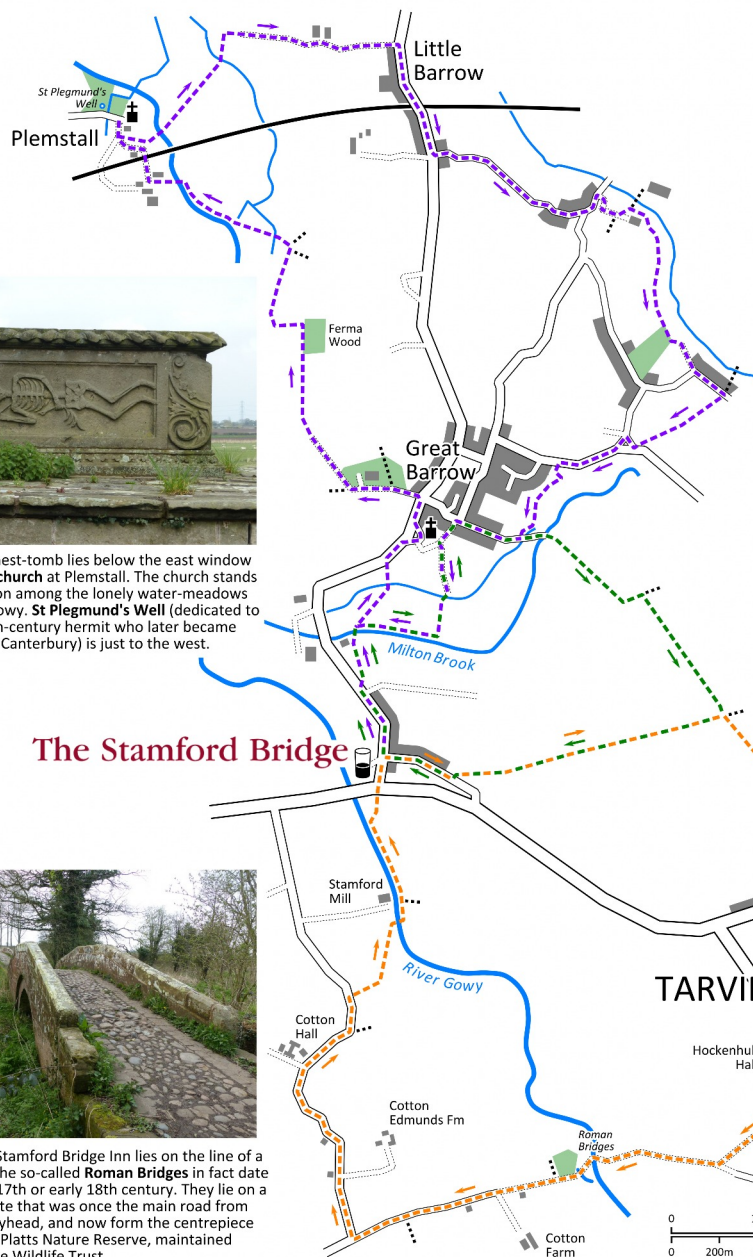 Little
Barrow
St Plegmund's
Well
Plemstall
Ferma
Wood
Great
Barrow
nest-tomb lies below the east window
church at Plemstall. The church stands
on among the lonely water-meadows
owy. St Plegmund's Well (dedicated to
n-century hermit who later became
Canterbury) is just to the west.
Milton Brook
The Stamford Bridge
Stamford
Mill
River Gowy
TARVI
Cotton
Hall
Hockenhu
Hal
Cotton
Edmunds Fm
Roman
Bridges
Stamford Bridge Inn lies on the line of a
he so-called Roman Bridges in fact date
17th or early 18th century. They lie on a
te that was once the main road from
yhead, and now form the centrepiece
Platts Nature Reserve, maintained
e Wildlife Trust
Cotton
Farm
0
0 200m